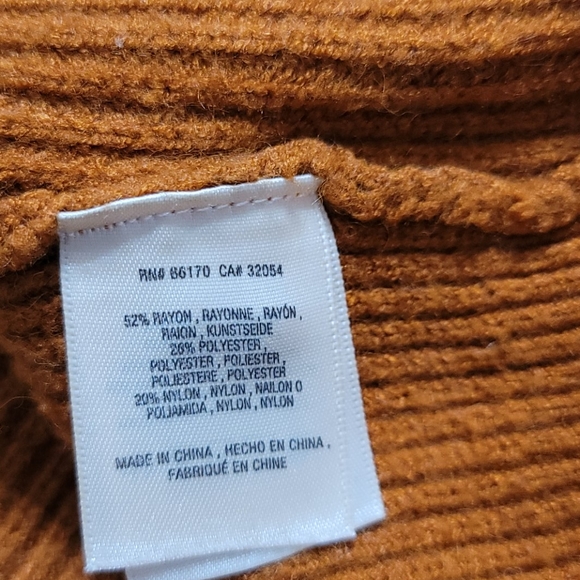 RN# 66170 CA# 32054
52% RAYON , RAYONNE , RAYÓN ,
RAION , KUNSTSEIDE
28% POLYESTER ,
POLYESTER , POLIESTER ,
POLIESTERE , POLYESTER
20% NYLON , NYLON , NAILON O
POLIAMIDA , NYLON , NYLON
MADE IN CHINA , HECHO EN CHINA ,
FABRIQUÉ EN CHINE